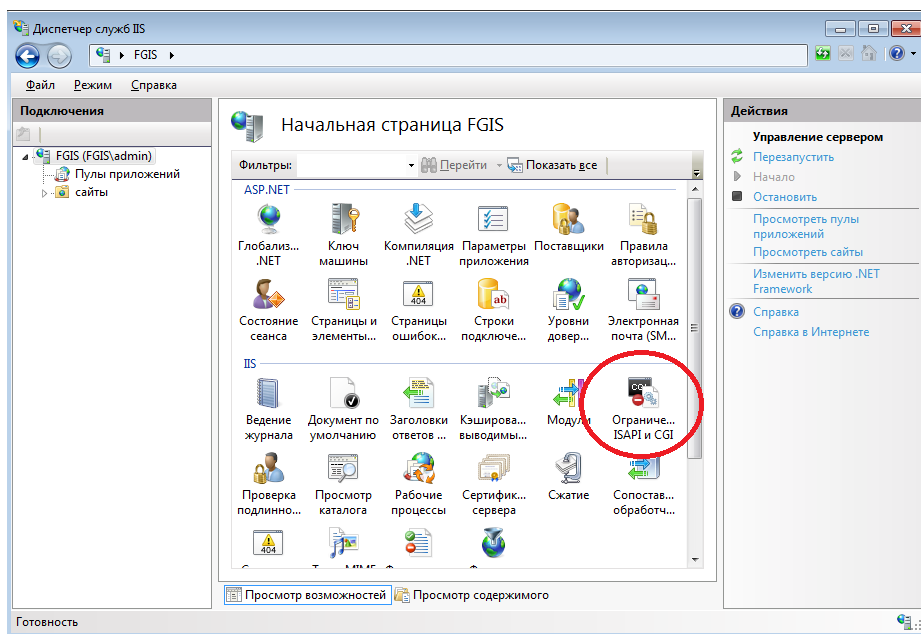 Диспетчер служб IIS
FGIS
Файл Режим Справка
Подключения
FGIS (FGIS\admin)
Пулы приложений
сайты
Начальная страница FGIS
Фильтры: Перейти Показать все
ASP.NET
Глобализ... .NET
Ключ машины
Компиляция .NET
Параметры приложения
Поставщики
Правила авторизац...
Состояние сеанса
Страницы и элементы...
404
Страницы ошибок...
ab
Строки подключе...
Уровни довер...
Электронная почта (SM...
IIS
Ведение журнала
Документ по умолчанию
Заголовки ответов ...
Кэширова... выводимы...
Модули
Ограниче... ISAPI и CGI
Проверка подлинно...
Просмотр каталога
Рабочие процессы
Сертифик... сервера
Сжатие
Сопостав... обработч...
404
Просмотр возможностей
Просмотр содержимого
Действия
Управление сервером
Перезапустить
Начало
Остановить
Просмотреть пулы
приложений
Просмотреть сайты
Изменить версию .NET
Framework
Справка
Справка в Интернете
Готовность